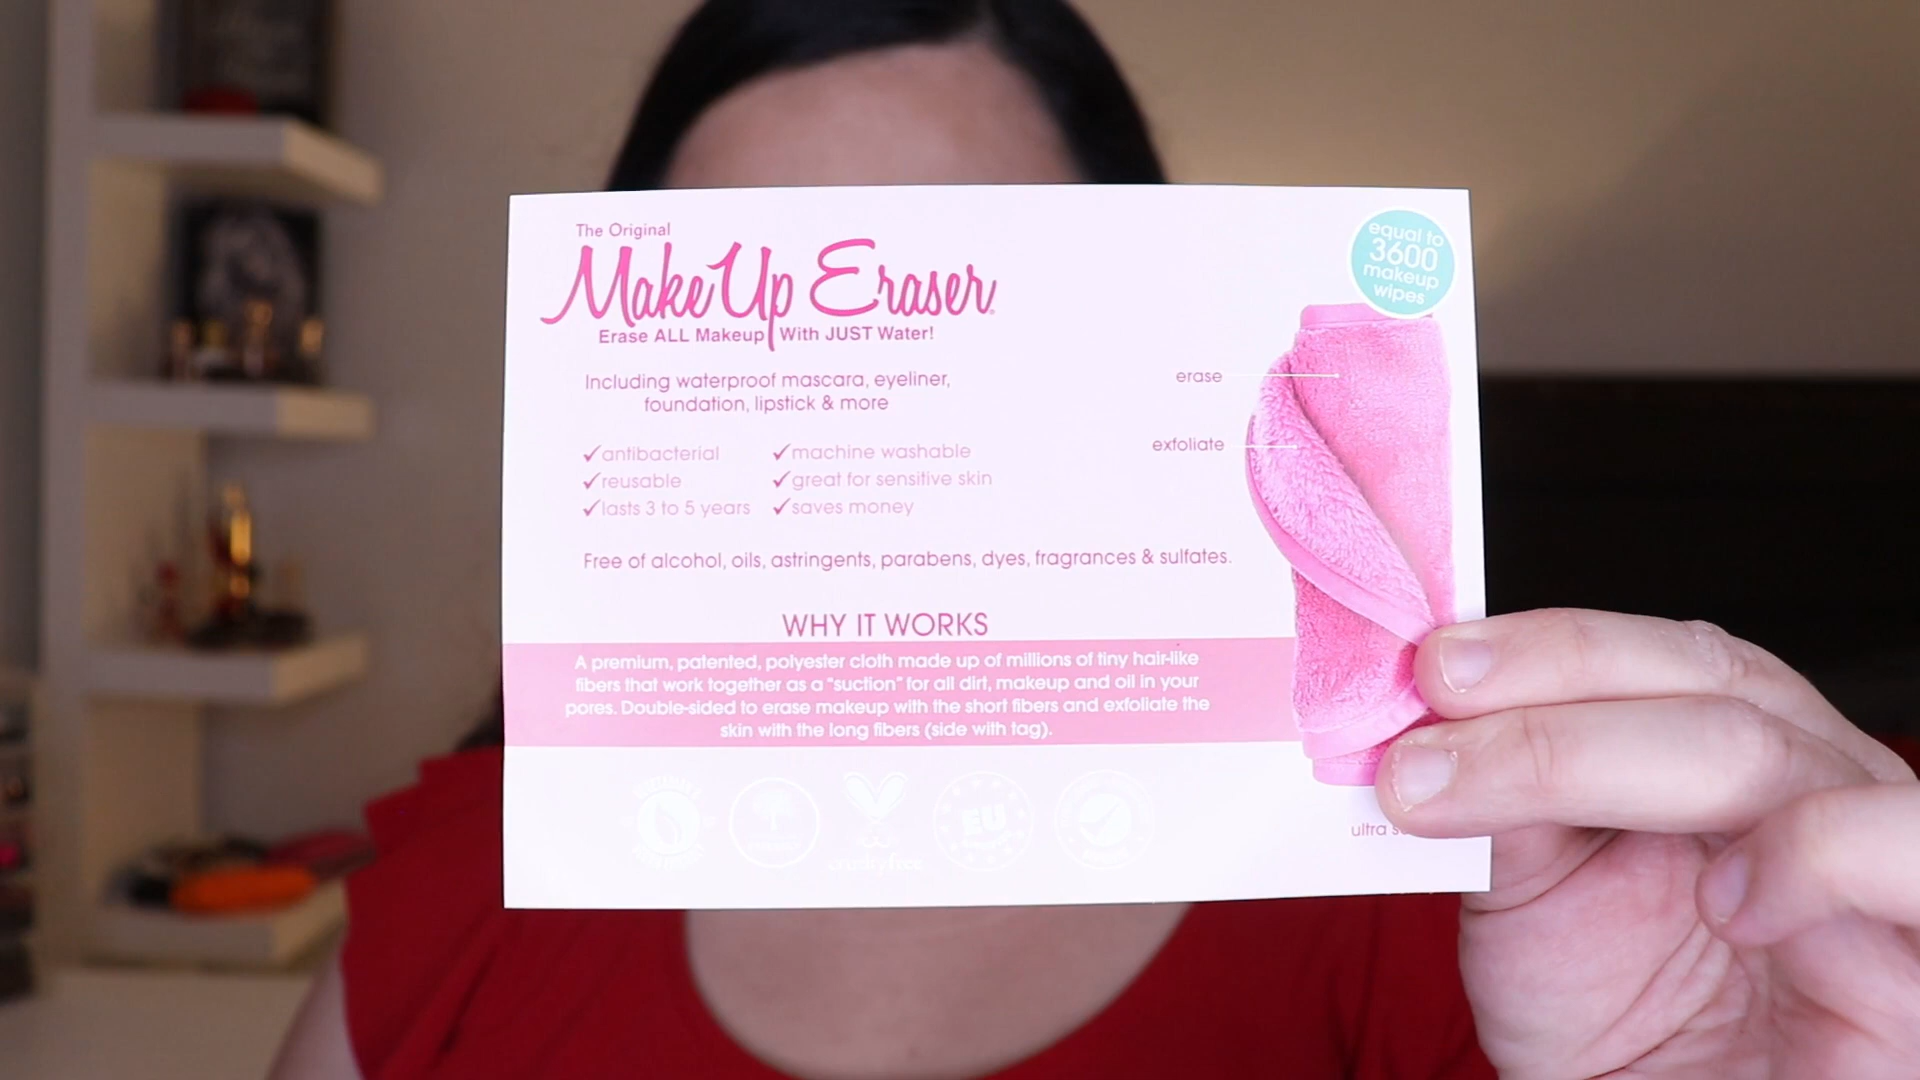 The Original
MakeUp Eraser
Erase ALL Makeup With JUST Water!
Including waterproof mascara, eyeliner,
foundation, lipstick & more
✓antibacterial
✓machine washable
✓reusable
✓great for sensitive skin
✓lasts 3 to 5 years
✓saves money
Free of alcohol, oils, astringents, parabens, dyes, fragrances & sulfates.
equal to
3600
makeup
wipes
erase
exfoliate
WHY IT WORKS
A premium, patented, polyester cloth made up of millions of tiny hair-like
fibers that work together as a "suction" for all dirt, makeup and oil in your
pores. Double-sided to erase makeup with the short fibers and exfoliate the
skin with the long fibers (side with tag).
cruelty free
EU
ultra